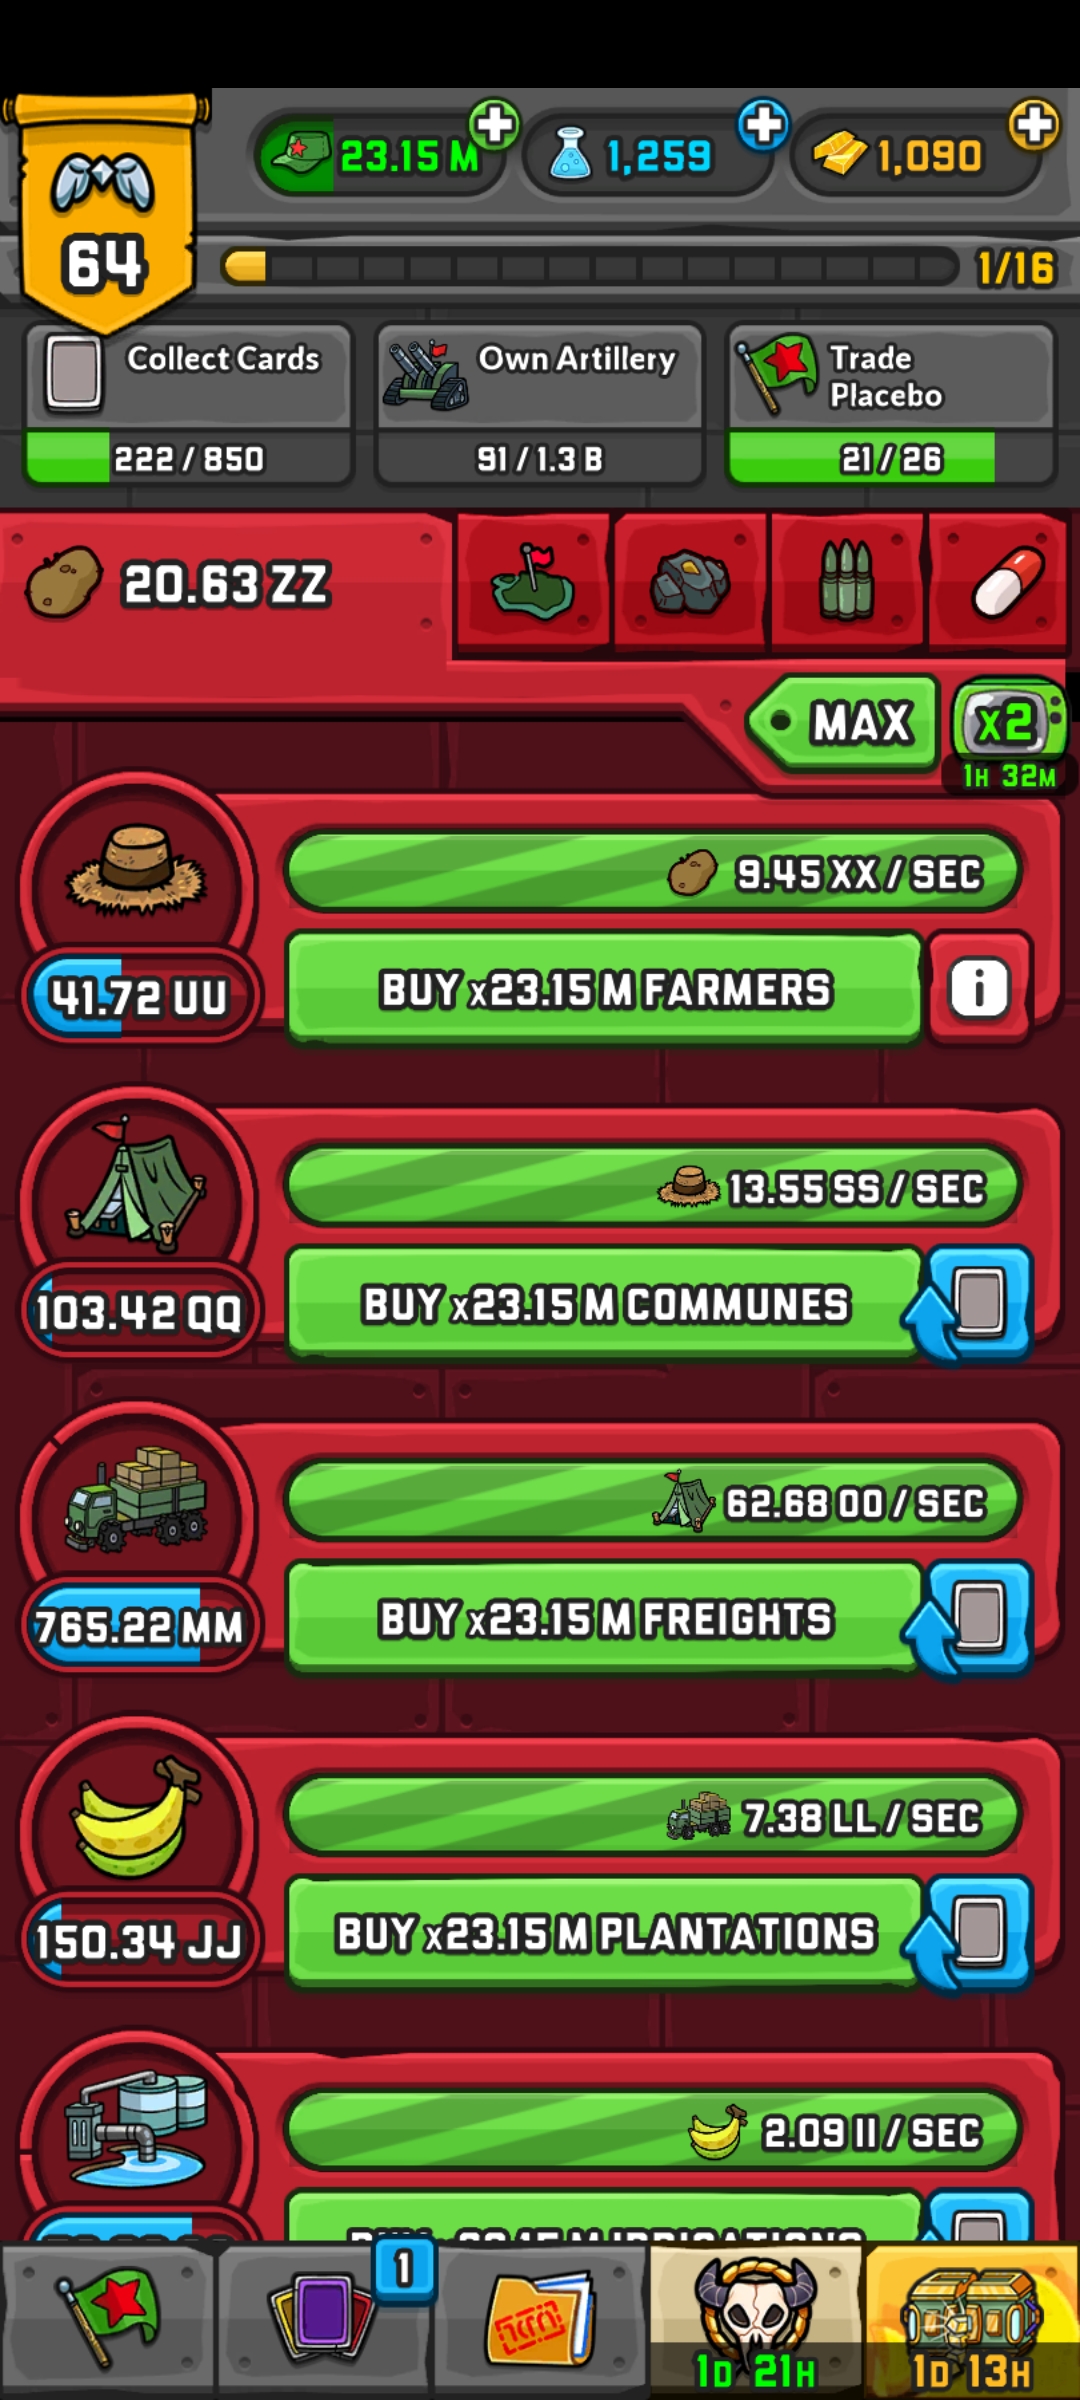 23.15 M
1,259
1,090
64
1/16
Collect Cards
222 / 850
Own Artillery
91 / 1.3 B
Trade
Placebo
21 / 26
20.63 ZZ
MAX
x2
1H 32M
9.45 XX / SEC
41.72 UU
BUY x23.15 M FARMERS
i
13.55 SS / SEC
103.42 QQ
BUY x23.15 M COMMUNES
62.68 OO / SEC
765.22 MM
BUY x23.15 M FREIGHTS
7.38 LL / SEC
150.34 JJ
BUY x23.15 M PLANTATIONS
2.09 II / SEC
BUY x23.15 M IRRIGATIONS
1
1D 21H
1D 13H